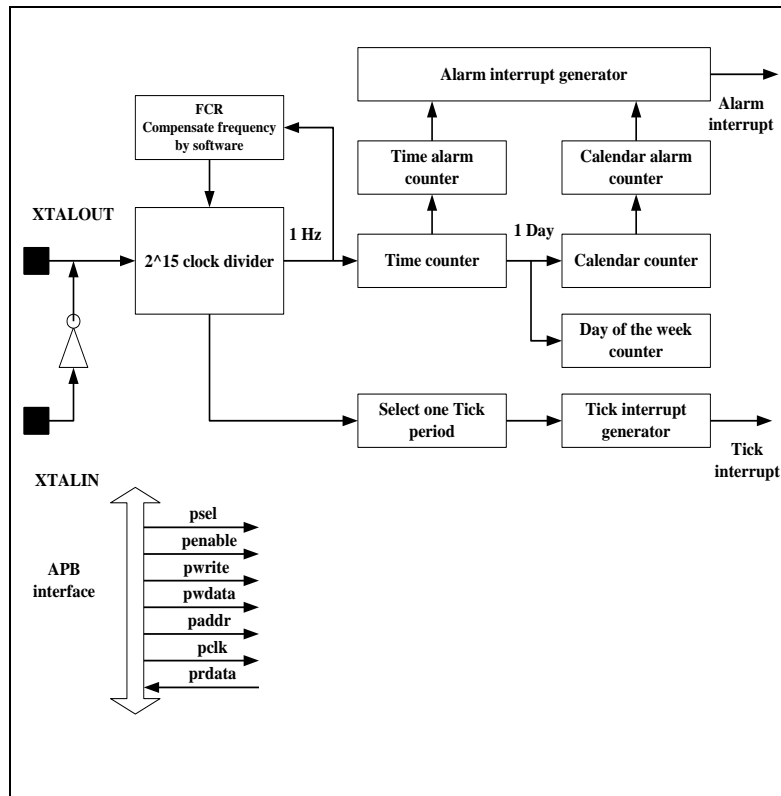 Alarm interrupt generator
Alarm
interrupt
FCR
Compensate frequency
by software
Time alarm
counter
Calendar alarm
counter
XTALOUT
2^15 clock divider
1 Hz
Time counter
1 Day
Calendar counter
Day of the week
counter
Select one Tick
period
Tick interrupt
generator
Tick
interrupt
XTALIN
APB
interface
psel
penable
pwrite
pwdata
paddr
pclk
prdata